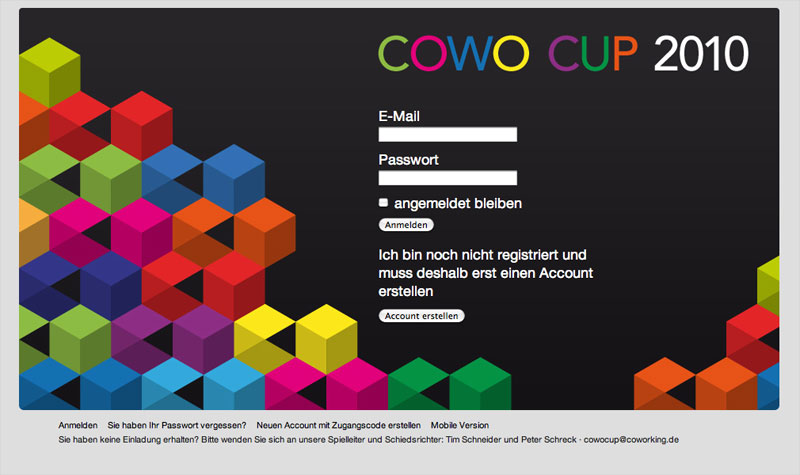 COWO CUP 2010
E-Mail
Passwort
angemeldet bleiben
Anmelden
Ich bin noch nicht registriert und
muss deshalb erst einen Account
erstellen
Account erstellen
Anmelden Sie haben Ihr Passwort vergessen? Neuen Account mit Zugangscode erstellen Mobile Version
Sie haben keine Einladung erhalten? Bitte wenden Sie sich an unsere Spielleiter und Schiedsrichter: Tim Schneider und Peter Schreck · cowocup@coworking.de